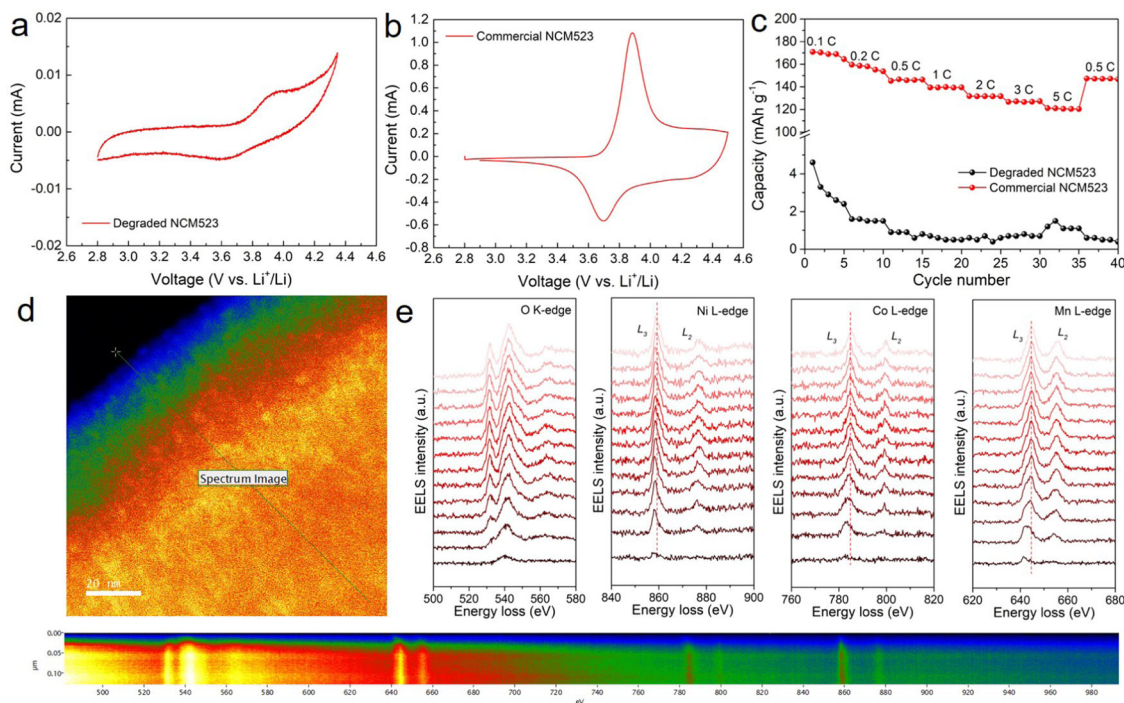 a
0.02
0.01
0.00
-0.01
-0.02
Current (mA)
Degraded NCM523
2.6 2.8 3.0 3.2 3.4 3.6 3.8 4.0 4.2 4.4 4.6
Voltage (V vs. Li⁺/Li)
b
1.2
1.0
0.8
0.6
0.4
0.2
0.0
-0.2
-0.4
-0.6
-0.8
Current (mA)
Commercial NCM523
2.6 2.8 3.0 3.2 3.4 3.6 3.8 4.0 4.2 4.4 4.6
Voltage (V vs. Li⁺/Li)
c
200
180
160
140
120
100
80
4
2
0
Capacity (mAh g⁻¹)
0.1 C
0.2 C
0.5 C
1 C
2 C
3 C
5 C
0.5 C
Degraded NCM523
Commercial NCM523
0 5 10 15 20 25 30 35 40
Cycle number
d
Spectrum Image
20 nm
e
O K-edge
EELS intensity (a.u.)
500 520 540 560 580
Energy loss (eV)
Ni L-edge
L₃
L₂
EELS intensity (a.u.)
840 860 880 900
Energy loss (eV)
Co L-edge
L₃
L₂
EELS intensity (a.u.)
760 780 800 820
Energy loss (eV)
Mn L-edge
L₃
L₂
EELS intensity (a.u.)
620 640 660 680
Energy loss (eV)
0.00
0.05
0.10
µm
500 520 540 560 580 600 620 640 660 680 700 720 740 760 780 800 820 840 860 880 900 920 940 960 980
eV